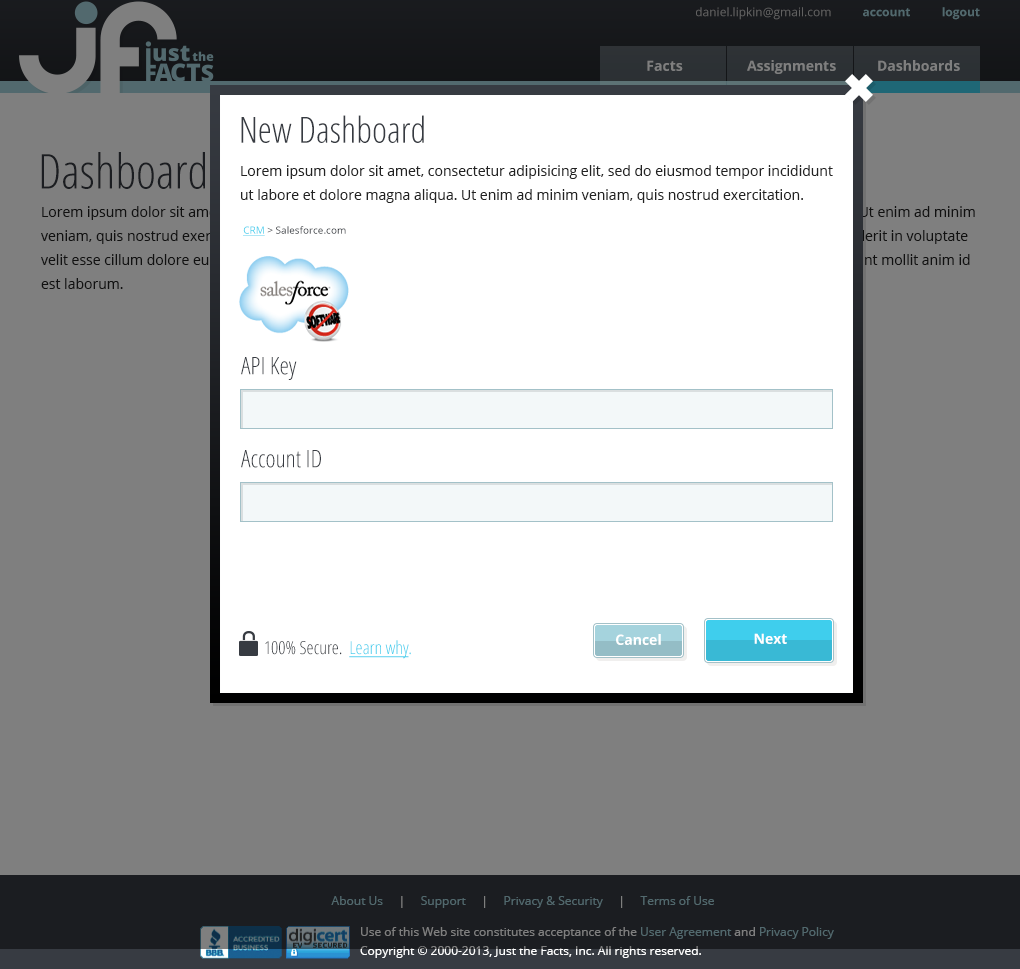 daniel.lipkin@gmail.com account logout
jf just the FACTS
Facts Assignments Dashboards
New Dashboard
Lorem ipsum dolor sit amet, consectetur adipisicing elit, sed do eiusmod tempor incididunt
ut labore et dolore magna aliqua. Ut enim ad minim veniam, quis nostrud exercitation.
CRM > Salesforce.com
salesforce
SOFTWARE
API Key
Account ID
100% Secure. Learn why.
Cancel
Next
Dashboard
Lorem ipsum dolor sit am Ut enim ad minim
veniam, quis nostrud exer in voluptate
velit esse cillum dolore eu mollit anim id
est laborum.
About Us | Support | Privacy & Security | Terms of Use
BBB ACCREDITED BUSINESS
digicert EV SECURED
Use of this Web site constitutes acceptance of the User Agreement and Privacy Policy
Copyright © 2000-2013, Just the Facts, Inc. All rights reserved.